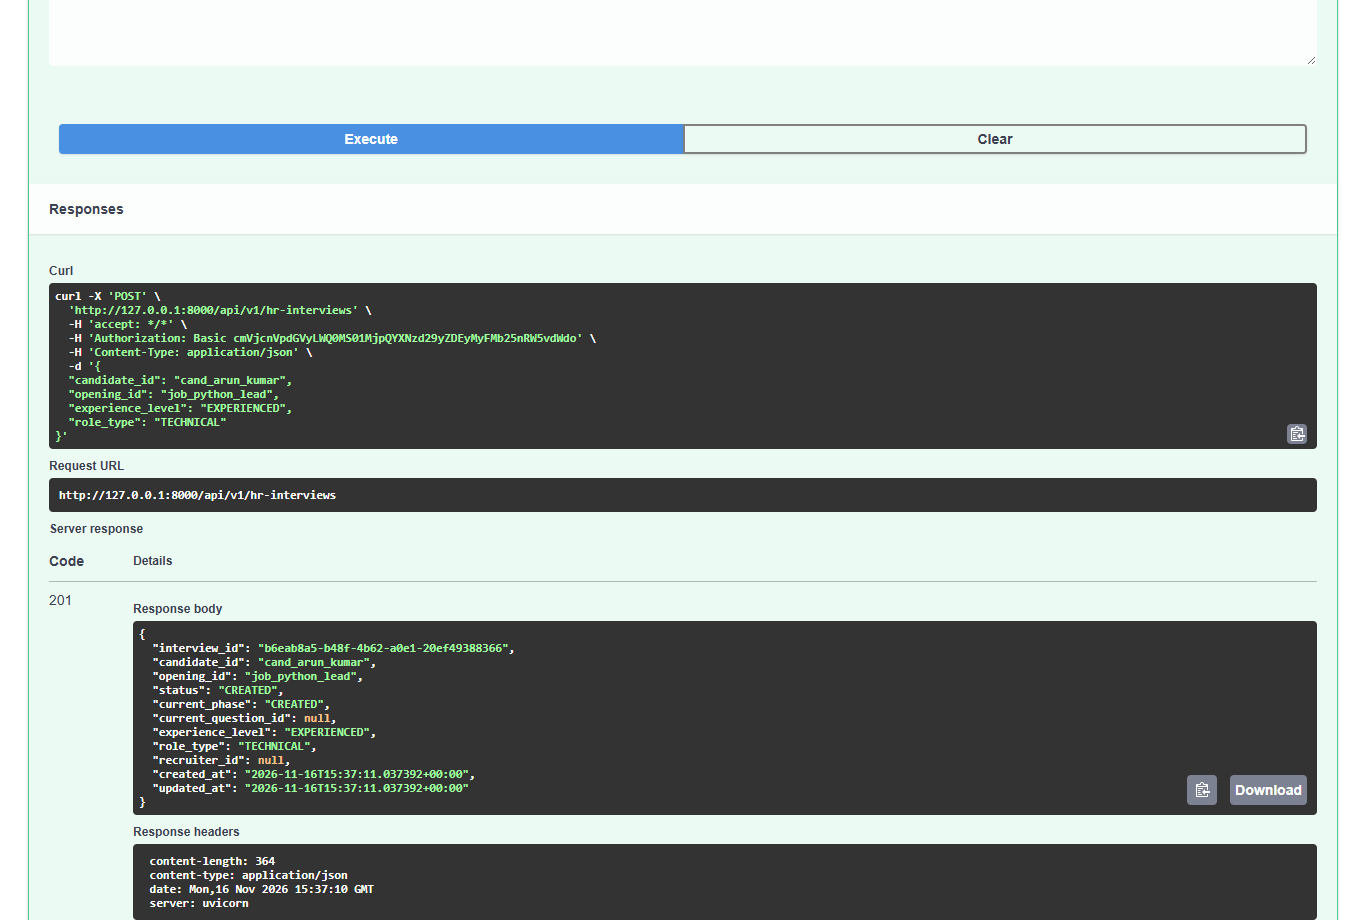 Execute
Clear
Responses
Curl
curl -X 'POST' \
  'http://127.0.0.1:8000/api/v1/hr-interviews' \
  -H 'accept: */*' \
  -H 'Authorization: Basic cmVjcnVpdGVyLWQ0MS01MjpQYXNzd29yZDEyMyFMb25nRW5vdWdo' \
  -H 'Content-Type: application/json' \
  -d '{
  "candidate_id": "cand_arun_kumar",
  "opening_id": "job_python_lead",
  "experience_level": "EXPERIENCED",
  "role_type": "TECHNICAL"
}'
Request URL
http://127.0.0.1:8000/api/v1/hr-interviews
Server response
Code Details
201
Response body
{
  "interview_id": "b6eab8a5-b48f-4b62-a0e1-20ef49388366",
  "candidate_id": "cand_arun_kumar",
  "opening_id": "job_python_lead",
  "status": "CREATED",
  "current_phase": "CREATED",
  "current_question_id": null,
  "experience_level": "EXPERIENCED",
  "role_type": "TECHNICAL",
  "recruiter_id": null,
  "created_at": "2026-11-16T15:37:11.037392+00:00",
  "updated_at": "2026-11-16T15:37:11.037392+00:00"
}
Download
Response headers
content-length: 364
content-type: application/json
date: Mon,16 Nov 2026 15:37:10 GMT
server: uvicorn